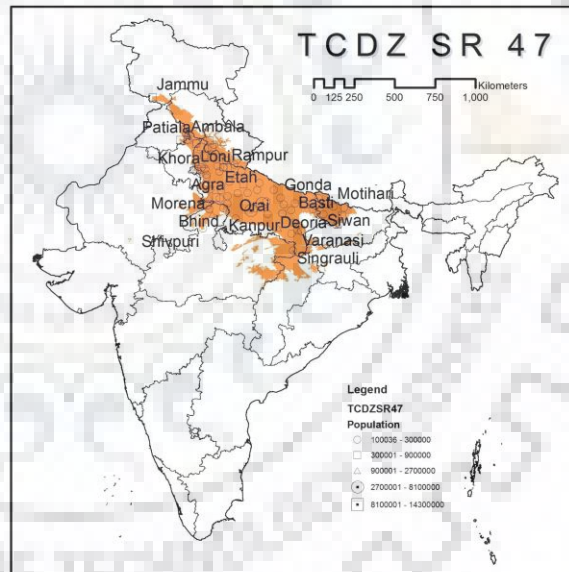 TCDZ SR 47
Kilometers
0 125 250 500 750 1,000
Jammu
Patiala Ambala
Khora Loni Rampur
Etah
Agra Gonda
Motihari
Morena Orai Basti
Bhind Kanpur Deoria Siwan
Shivpuri Varanasi
Singrauli
Legend
TCDZSR47
Population
100036 - 300000
300001 - 900000
900001 - 2700000
2700001 - 8100000
8100001 - 14300000